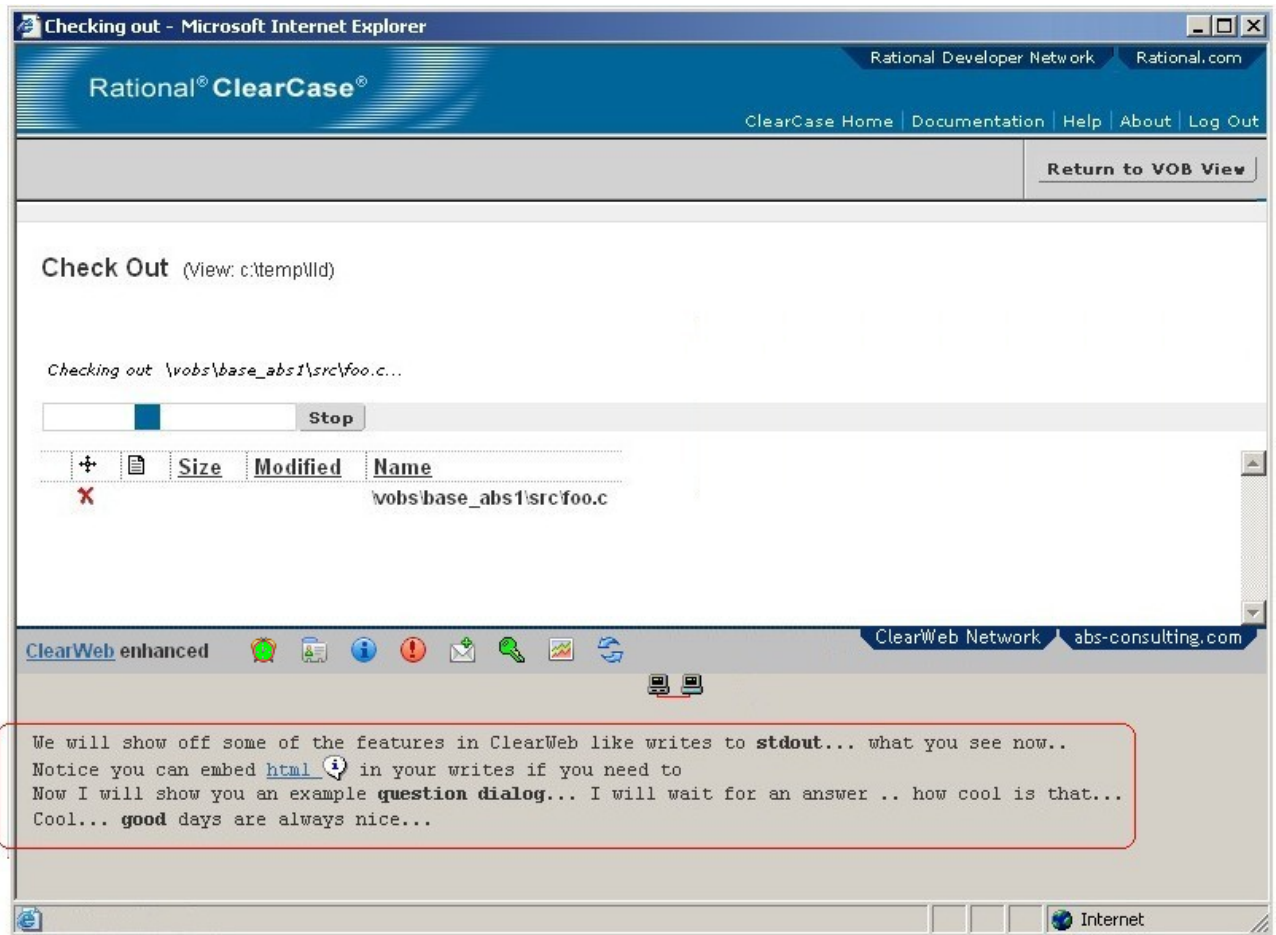 Checking out - Microsoft Internet Explorer
Rational Developer Network Rational.com
Rational® ClearCase®
ClearCase Home | Documentation | Help | About | Log Out
Return to VOB View
Check Out (View: c:\temp\lld)
Checking out \vobs\base_abs1\src\foo.c...
Stop
Size Modified Name
\vobs\base_abs1\src\foo.c
ClearWeb enhanced ClearWeb Network abs-consulting.com
We will show off some of the features in ClearWeb like writes to stdout... what you see now..
Notice you can embed html in your writes if you need to
Now I will show you an example question dialog... I will wait for an answer .. how cool is that...
Cool... good days are always nice...
Internet